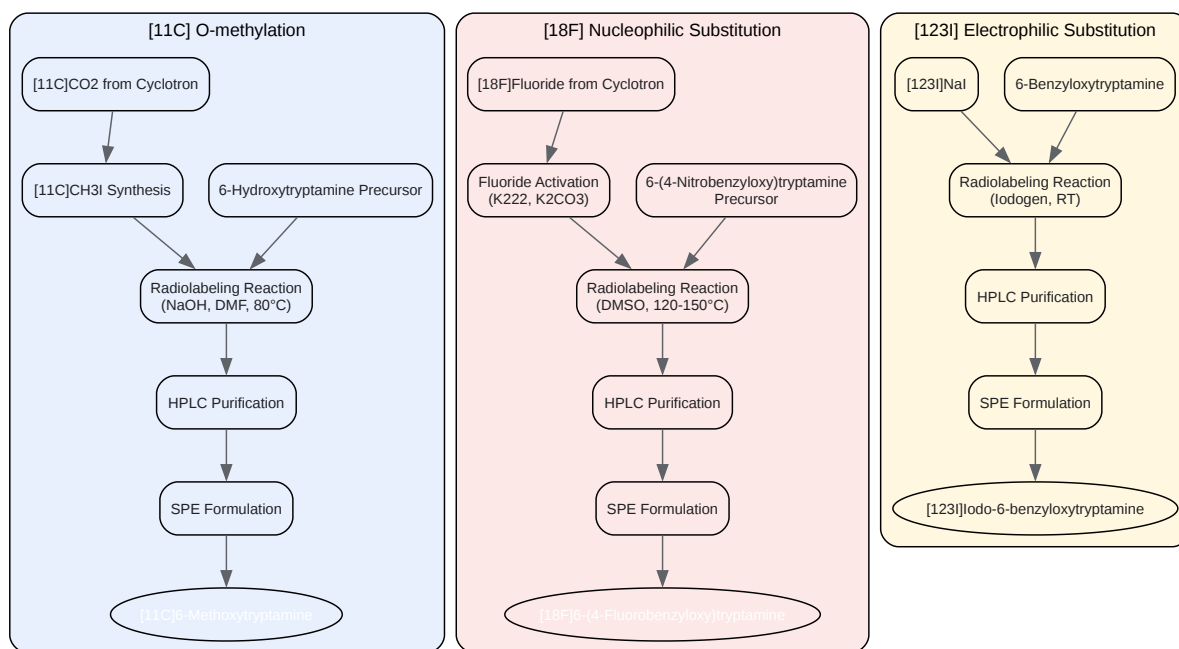 [11C] O-methylation
[11C]CO2 from Cyclotron
[11C]CH3I Synthesis
6-Hydroxytryptamine Precursor
Radiolabeling Reaction
(NaOH, DMF, 80°C)
HPLC Purification
SPE Formulation
[11C]6-Methoxytryptamine
[18F] Nucleophilic Substitution
[18F]Fluoride from Cyclotron
Fluoride Activation
(K222, K2CO3)
6-(4-Nitrobenzyloxy)tryptamine
Precursor
Radiolabeling Reaction
(DMSO, 120-150°C)
HPLC Purification
SPE Formulation
[18F]6-(4-Fluorobenzyloxy)tryptamine
[123I] Electrophilic Substitution
[123I]NaI
6-Benzyloxytryptamine
Radiolabeling Reaction
(Iodogen, RT)
HPLC Purification
SPE Formulation
[123I]Iodo-6-benzyloxytryptamine